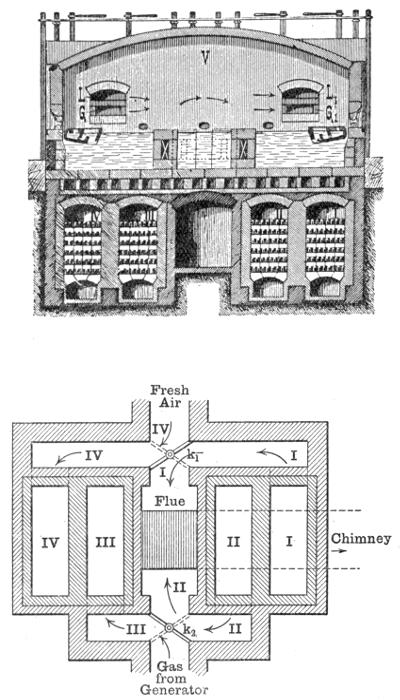 V
L
G
L₁
G₁
Fresh
Air
IV
IV
k₁
I
I
Flue
IV
III
II
I
Chimney
II
III
k₂
II
Gas
from
Generator